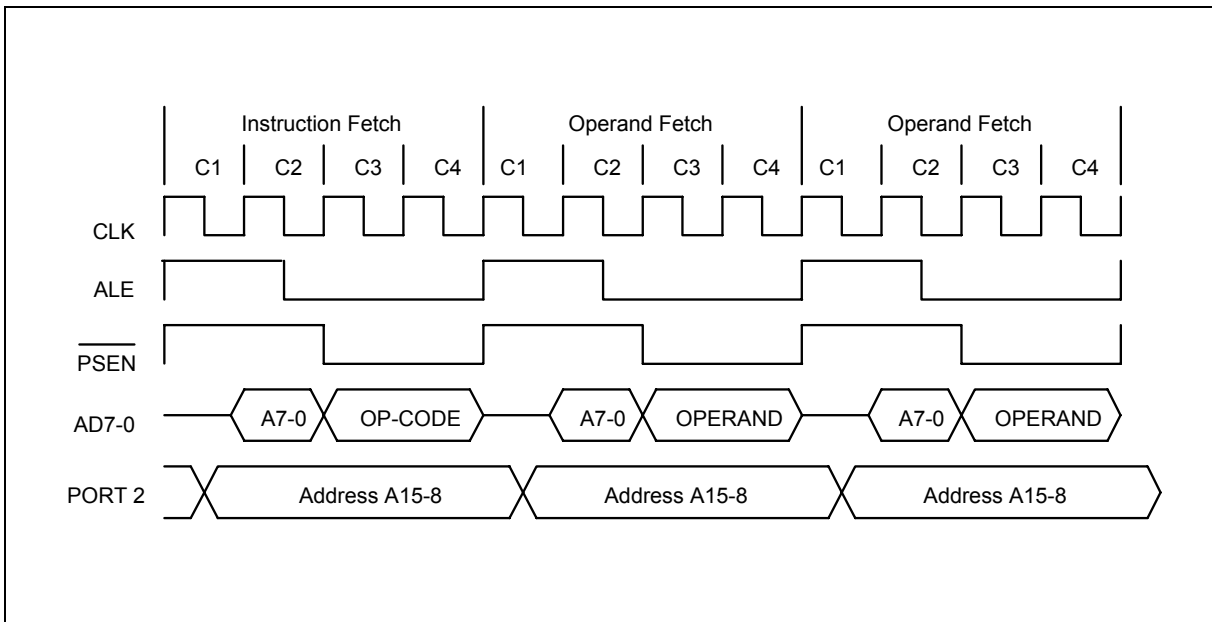 Instruction Fetch Operand Fetch Operand Fetch
C1 C2 C3 C4 C1 C2 C3 C4 C1 C2 C3 C4
CLK
ALE
PSEN
AD7-0 A7-0 OP-CODE A7-0 OPERAND A7-0 OPERAND
PORT 2 Address A15-8 Address A15-8 Address A15-8